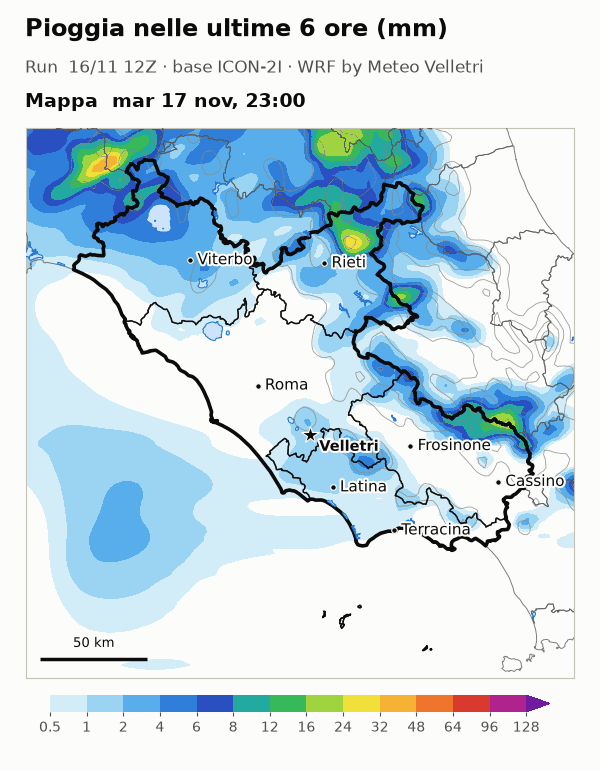 Pioggia nelle ultime 6 ore (mm)
Run  16/11 12Z · base ICON-2I · WRF by Meteo Velletri
Mappa  mar 17 nov, 23:00
Viterbo
Rieti
Roma
Velletri
Frosinone
Latina
Cassino
Terracina
50 km
0.5 1 2 4 6 8 12 16 24 32 48 64 96 128